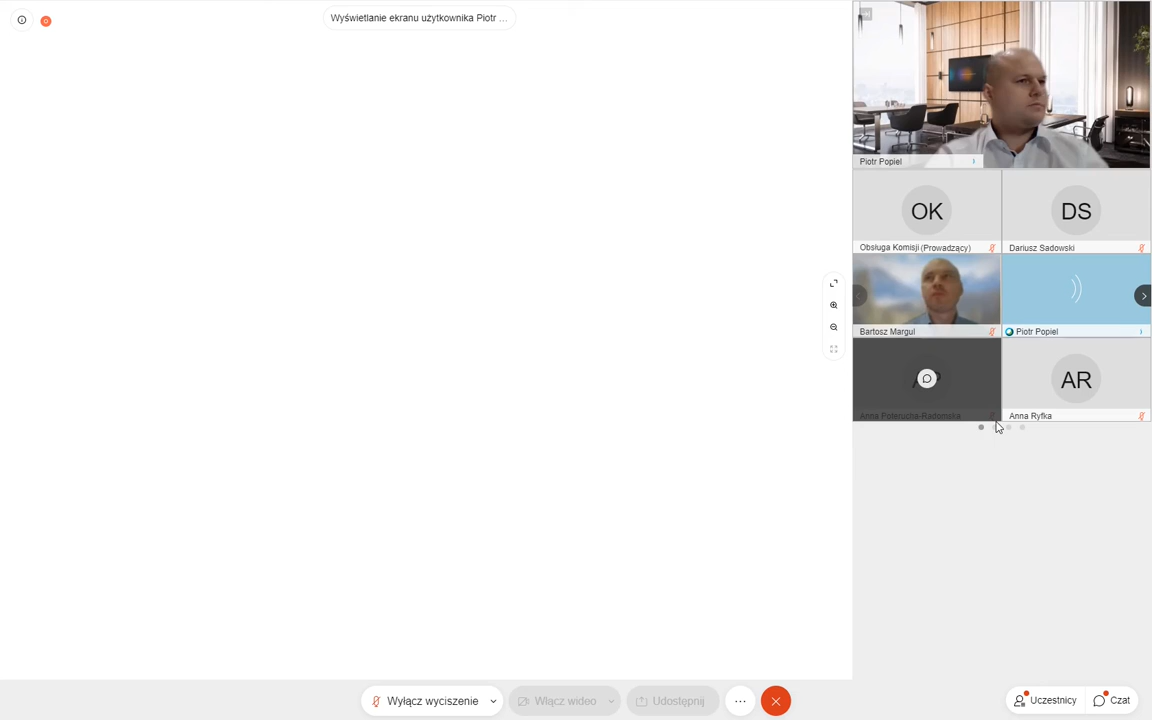 Wyświetlanie ekranu użytkownika Piotr ...
Piotr Popiel
OK
Obsługa Komisji (Prowadzący)
DS
Dariusz Sadowski
Bartosz Margul
Piotr Popiel
Anna Poteruchа-Radomska
AR
Anna Ryfka
Wyłącz wyciszenie
Włącz wideo
Udostępnij
Uczestnicy
Czat